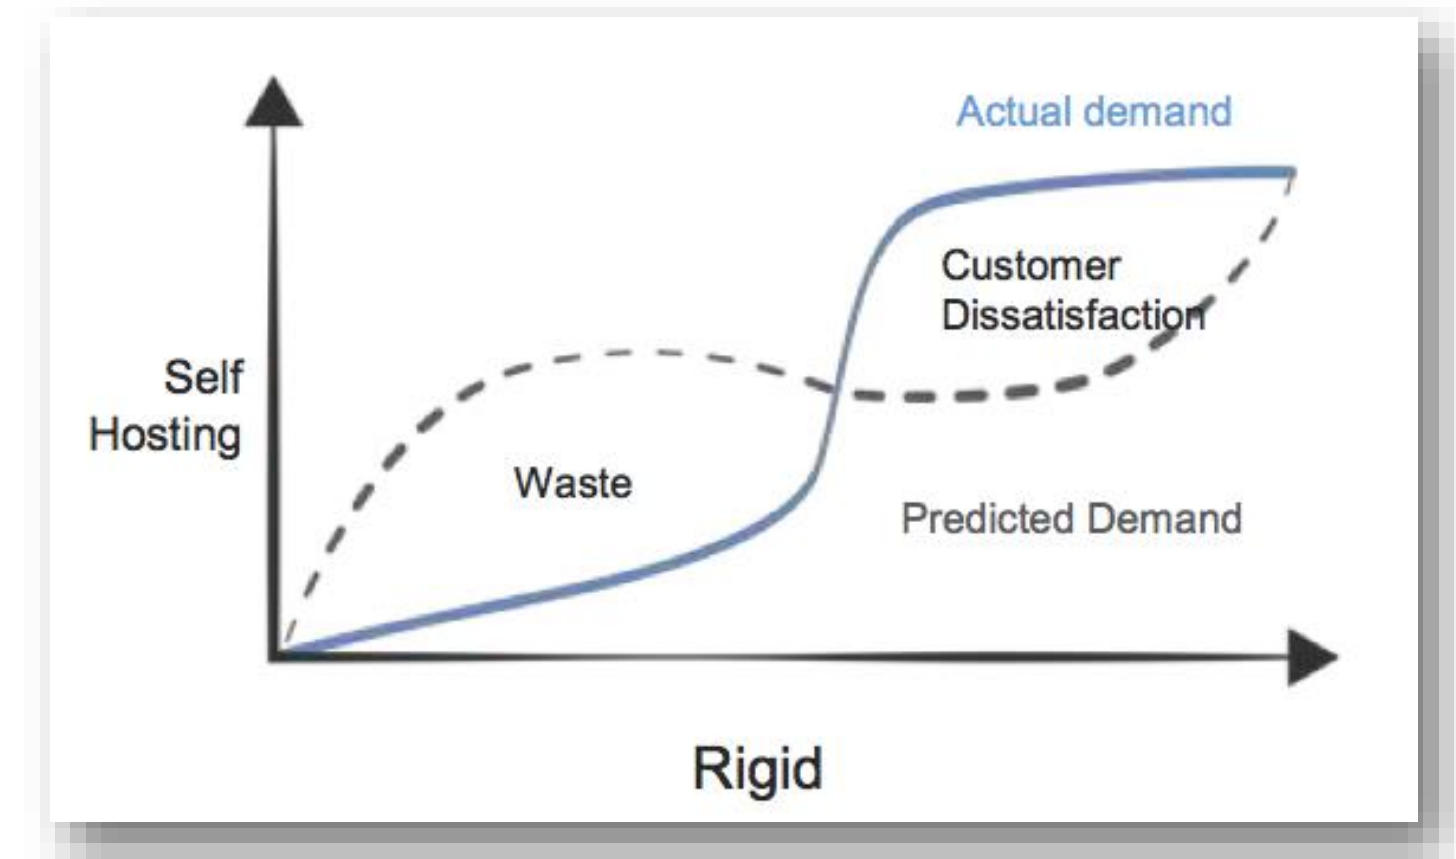 Actual demand
Customer
Dissatisfaction
Self
Hosting
Waste
Predicted Demand
Rigid